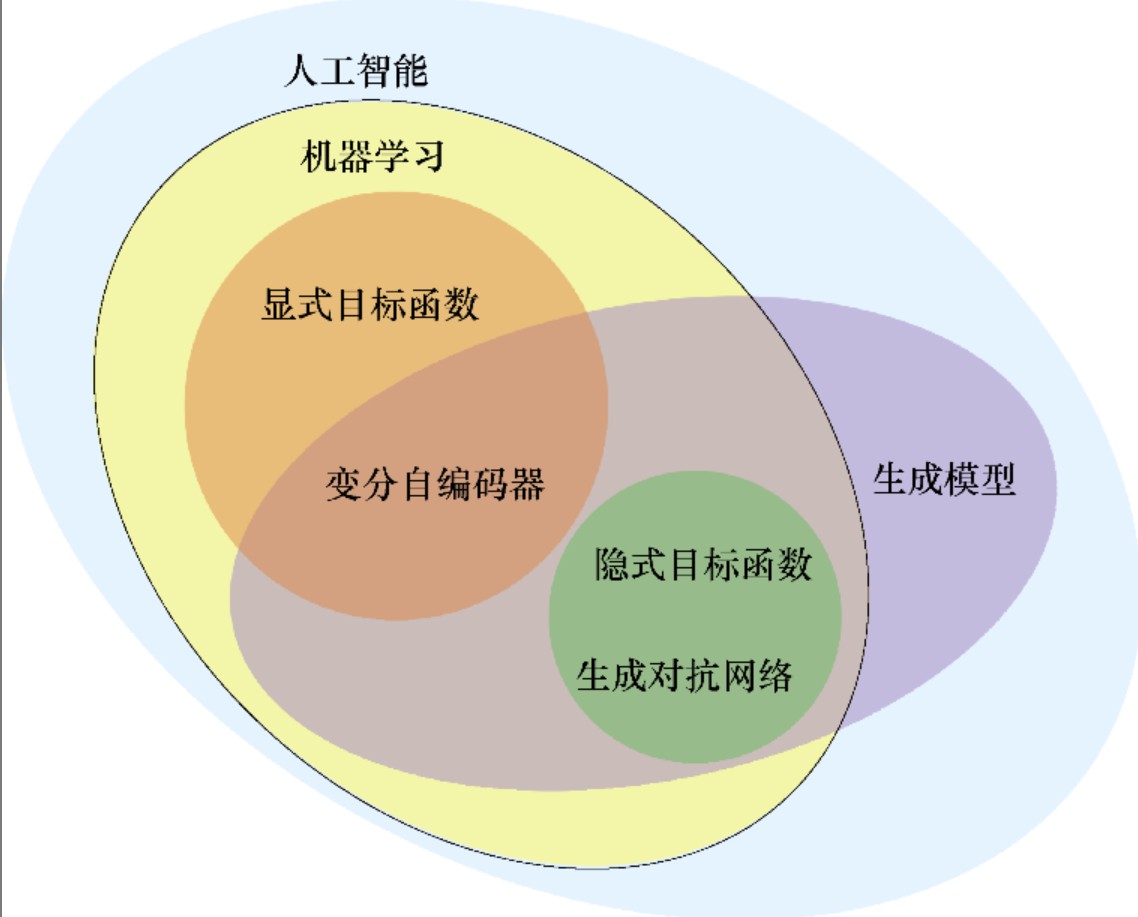 人工智能
机器学习
显式目标函数
变分自编码器
生成模型
隐式目标函数
生成对抗网络